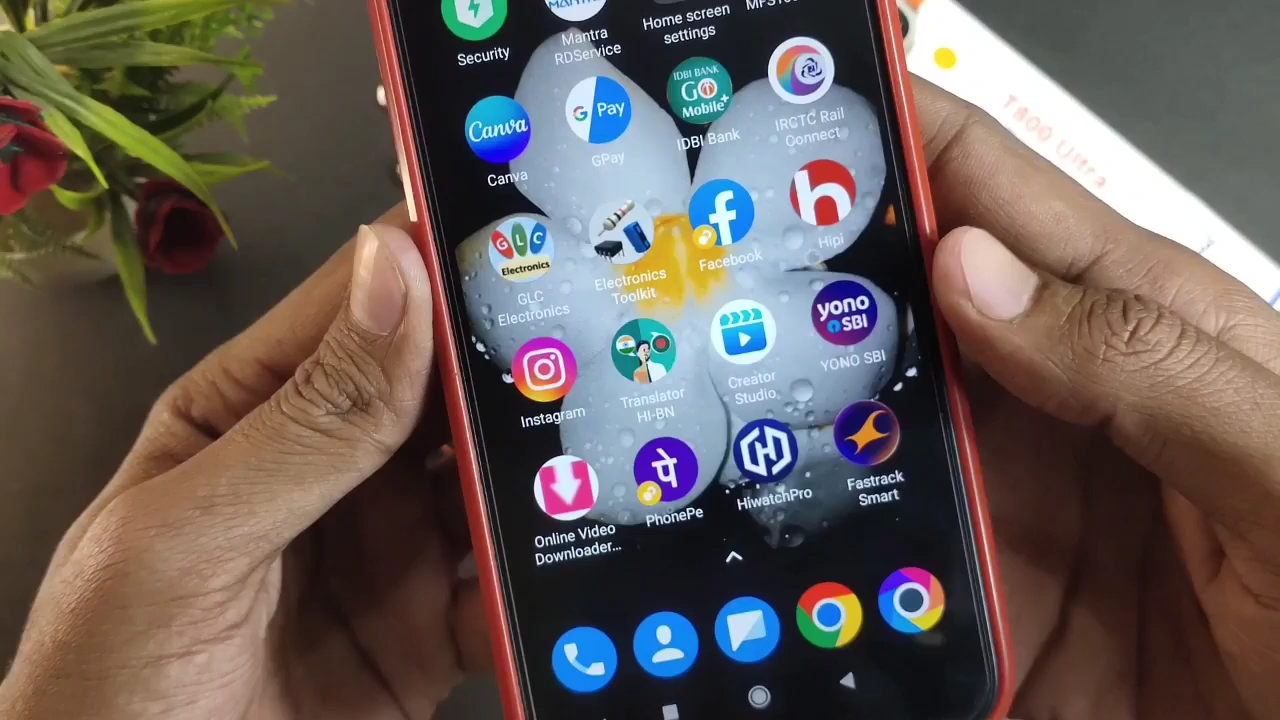 Security
Mantra
RDService
Home screen
settings
Canva
Canva
G Pay
GPay
IDBI BANK
GO
Mobile+
IDBI Bank
IRCTC Rail
Connect
GLC
Electronics
GLC
Electronics
Electronics
Toolkit
f
Facebook
h
Hipi
Instagram
Translator
HI-BN
Creator
Studio
yono
SBI
YONO SBI
Online Video
Downloader...
पे
PhonePe
HiwatchPro
Fastrack
Smart
T800 Ultra